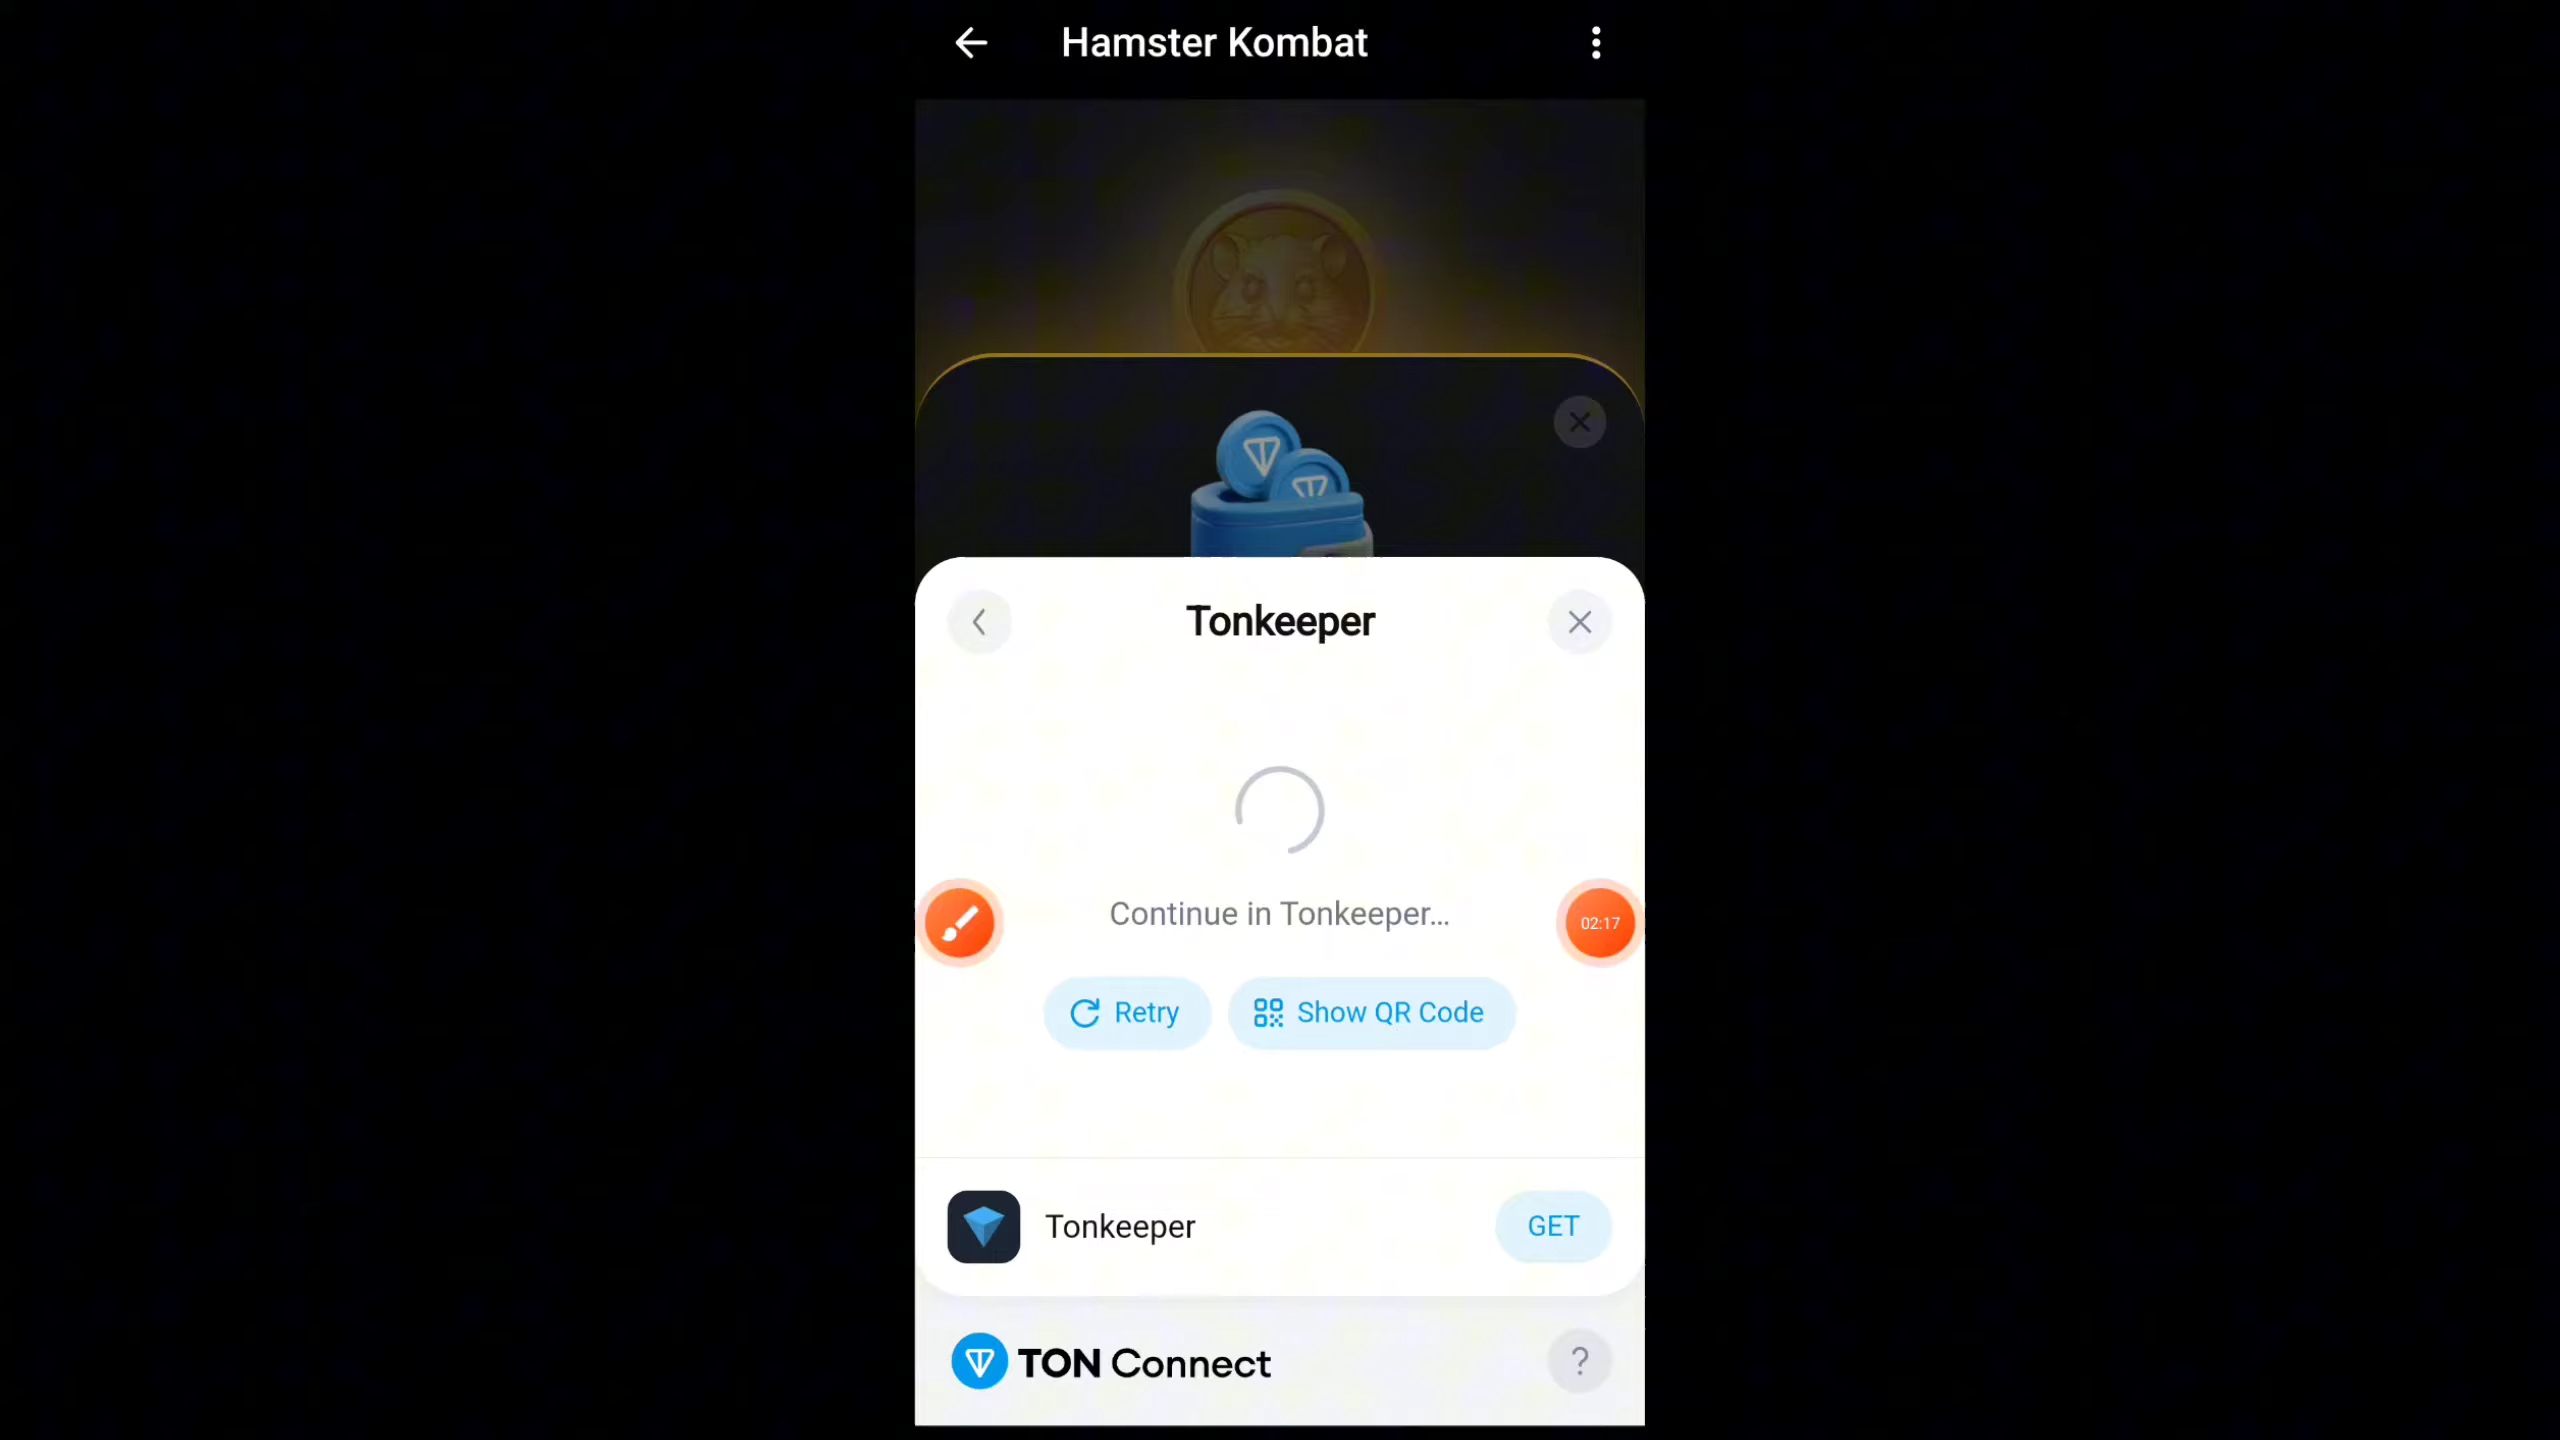 Hamster Kombat
Tonkeeper
Continue in Tonkeeper...
02:17
Retry
Show QR Code
Tonkeeper
GET
TON Connect
?